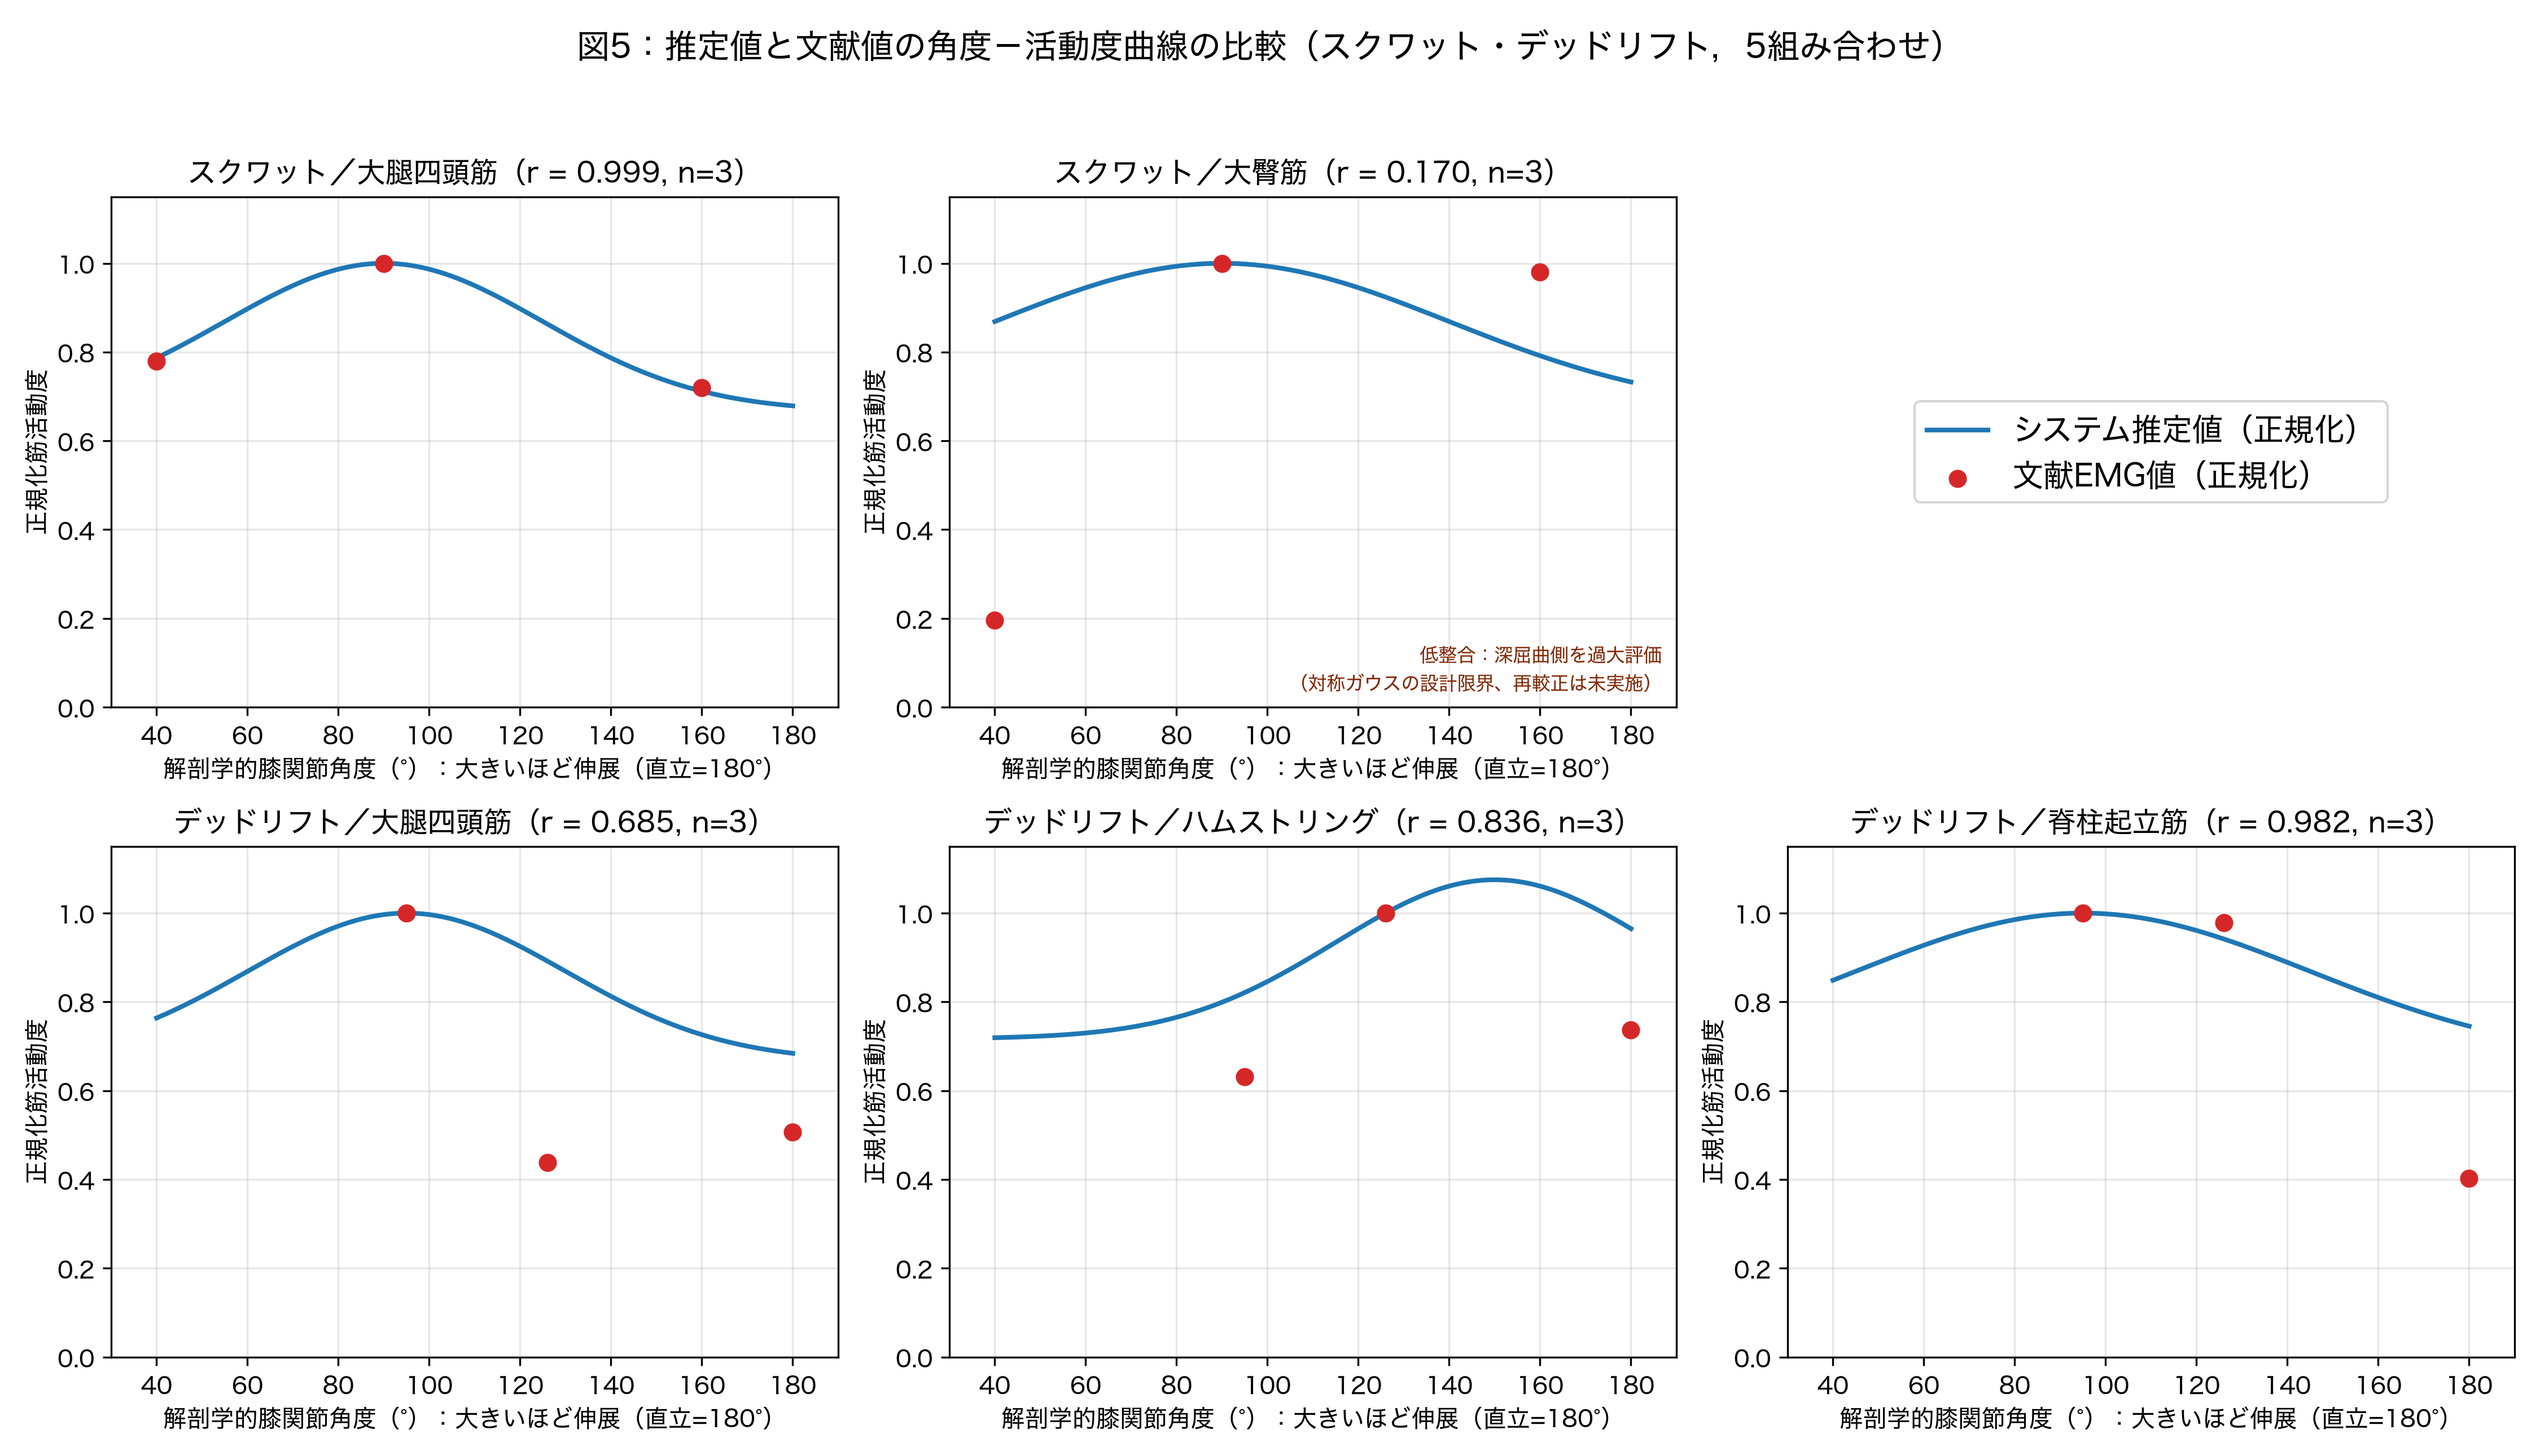 図5：推定値と文献値の角度－活動度曲線の比較（スクワット・デッドリフト，5組み合わせ）
スクワット／大腿四頭筋（r = 0.999, n=3）
正規化筋活動度
1.0
0.8
0.6
0.4
0.2
0.0
40 60 80 100 120 140 160 180
解剖学的膝関節角度（°）：大きいほど伸展（直立=180°）
スクワット／大臀筋（r = 0.170, n=3）
正規化筋活動度
1.0
0.8
0.6
0.4
0.2
0.0
低整合：深屈曲側を過大評価
（対称ガウスの設計限界、再較正は未実施）
40 60 80 100 120 140 160 180
解剖学的膝関節角度（°）：大きいほど伸展（直立=180°）
システム推定値（正規化）
文献EMG値（正規化）
デッドリフト／大腿四頭筋（r = 0.685, n=3）
正規化筋活動度
1.0
0.8
0.6
0.4
0.2
0.0
40 60 80 100 120 140 160 180
解剖学的膝関節角度（°）：大きいほど伸展（直立=180°）
デッドリフト／ハムストリング（r = 0.836, n=3）
正規化筋活動度
1.0
0.8
0.6
0.4
0.2
0.0
40 60 80 100 120 140 160 180
解剖学的膝関節角度（°）：大きいほど伸展（直立=180°）
デッドリフト／脊柱起立筋（r = 0.982, n=3）
正規化筋活動度
1.0
0.8
0.6
0.4
0.2
0.0
40 60 80 100 120 140 160 180
解剖学的膝関節角度（°）：大きいほど伸展（直立=180°）